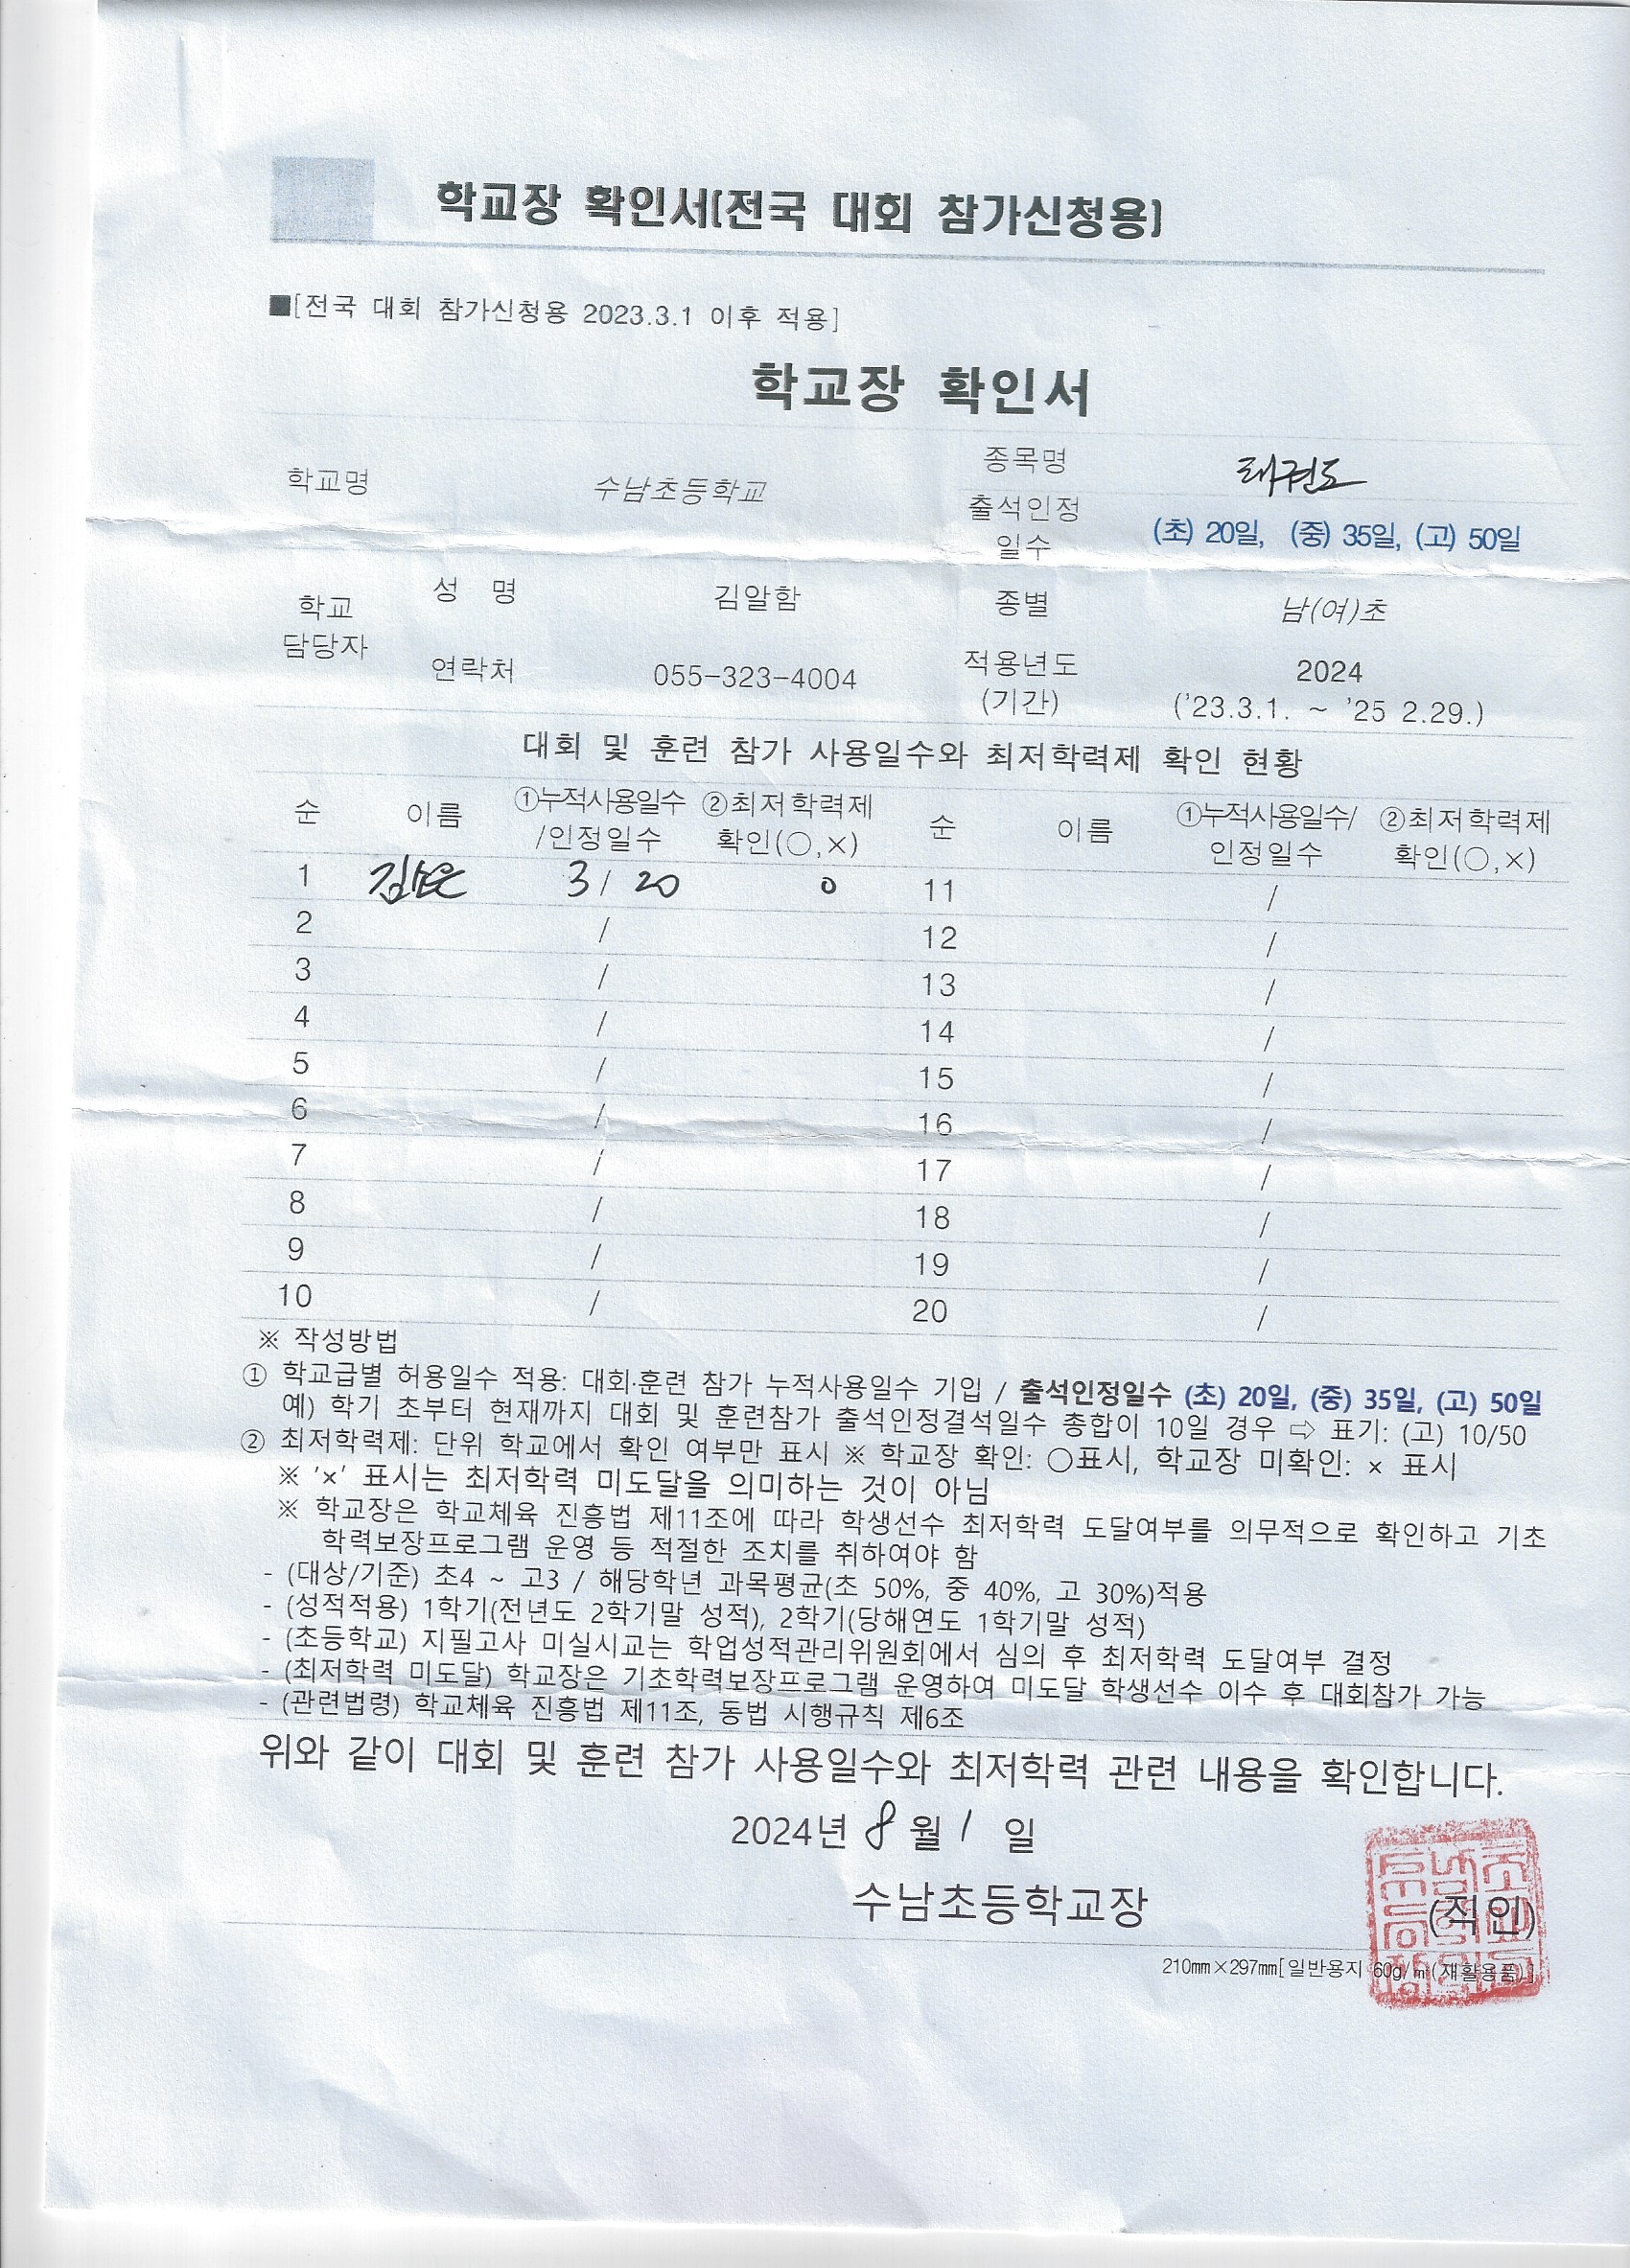 학교장 확인서[전국 대회 참가신청용]
■[전국 대회 참가신청용 2023.3.1 이후 적용]
학교장 확인서
학교명 수남초등학교 종목명 태권도
출석인정 일수 (초) 20일, (중) 35일, (고) 50일
학교 담당자 성 명 김알함 종별 남(여)초
연락처 055-323-4004 적용년도 (기간) 2024
('23.3.1. ~ '25 2.29.)
대회 및 훈련 참가 사용일수와 최저학력제 확인 현황
순 이름 ①누적사용일수 /인정일수 ②최저학력제 확인(○,×) 순 이름 ①누적사용일수/ 인정일수 ②최저학력제 확인(○,×)
1 3 / 20 0 11 /
2 / 12 /
3 / 13 /
4 / 14 /
5 / 15 /
6 / 16 /
7 / 17 /
8 / 18 /
9 / 19 /
10 / 20 /
※ 작성방법
① 학교급별 허용일수 적용: 대회·훈련 참가 누적사용일수 기입 / 출석인정일수 (초) 20일, (중) 35일, (고) 50일
예) 학기 초부터 현재까지 대회 및 훈련참가 출석인정결석일수 총합이 10일 경우 ⇨ 표기: (고) 10/50
② 최저학력제: 단위 학교에서 확인 여부만 표시 ※ 학교장 확인: ○표시, 학교장 미확인: × 표시
※ '×' 표시는 최저학력 미도달을 의미하는 것이 아님
※ 학교장은 학교체육 진흥법 제11조에 따라 학생선수 최저학력 도달여부를 의무적으로 확인하고 기초
학력보장프로그램 운영 등 적절한 조치를 취하여야 함
- (대상/기준) 초4 ~ 고3 / 해당학년 과목평균(초 50%, 중 40%, 고 30%)적용
- (성적적용) 1학기(전년도 2학기말 성적), 2학기(당해연도 1학기말 성적)
- (초등학교) 지필고사 미실시교는 학업성적관리위원회에서 심의 후 최저학력 도달여부 결정
- (최저학력 미도달) 학교장은 기초학력보장프로그램 운영하여 미도달 학생선수 이수 후 대회참가 가능
- (관련법령) 학교체육 진흥법 제11조, 동법 시행규칙 제6조
위와 같이 대회 및 훈련 참가 사용일수와 최저학력 관련 내용을 확인합니다.
2024년 8 월 1 일
수남초등학교장 (직인)
210㎜×297㎜[일반용지 60g/㎡(재활용품)]